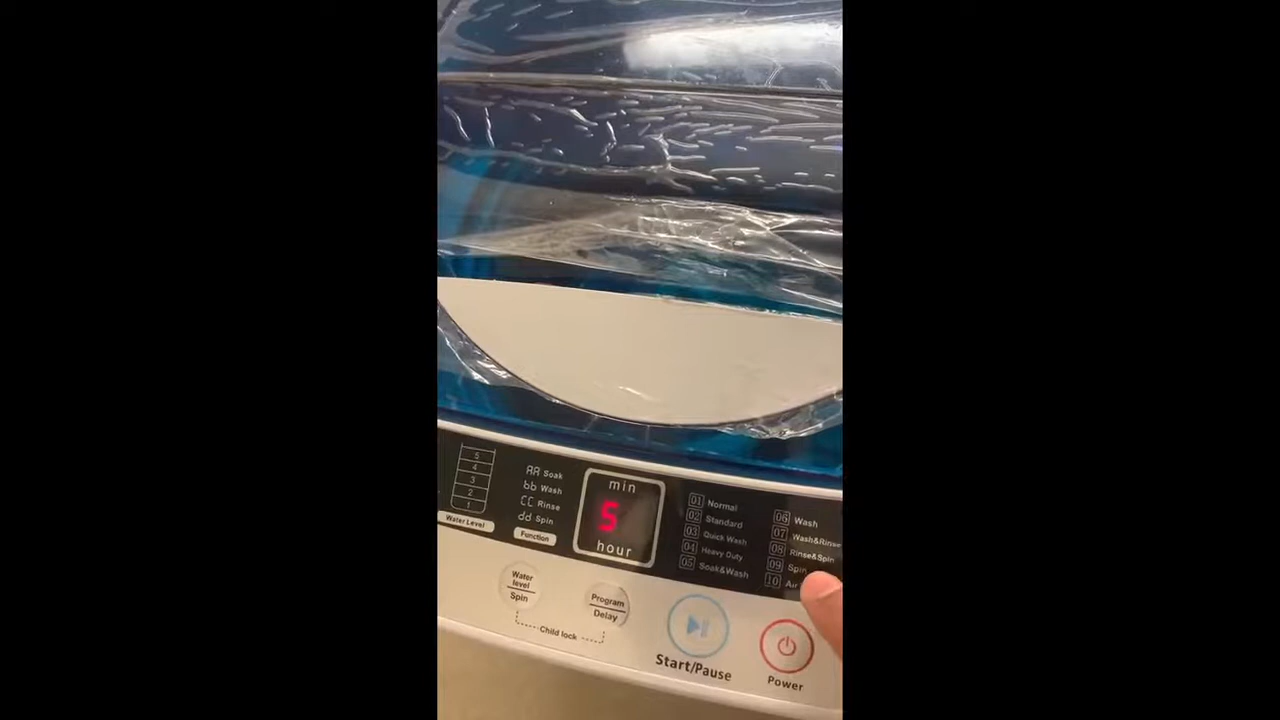 5
4
3
2
1
Water Level
AA Soak
bb Wash
CC Rinse
dd Spin
Function
min
5
hour
01 Normal
02 Standard
03 Quick Wash
04 Heavy Duty
05 Soak&Wash
06 Wash
07 Wash&Rinse
08 Rinse&Spin
09 Spin
10 Air
Water
level
Spin
Program
Delay
Child lock
Start/Pause
Power